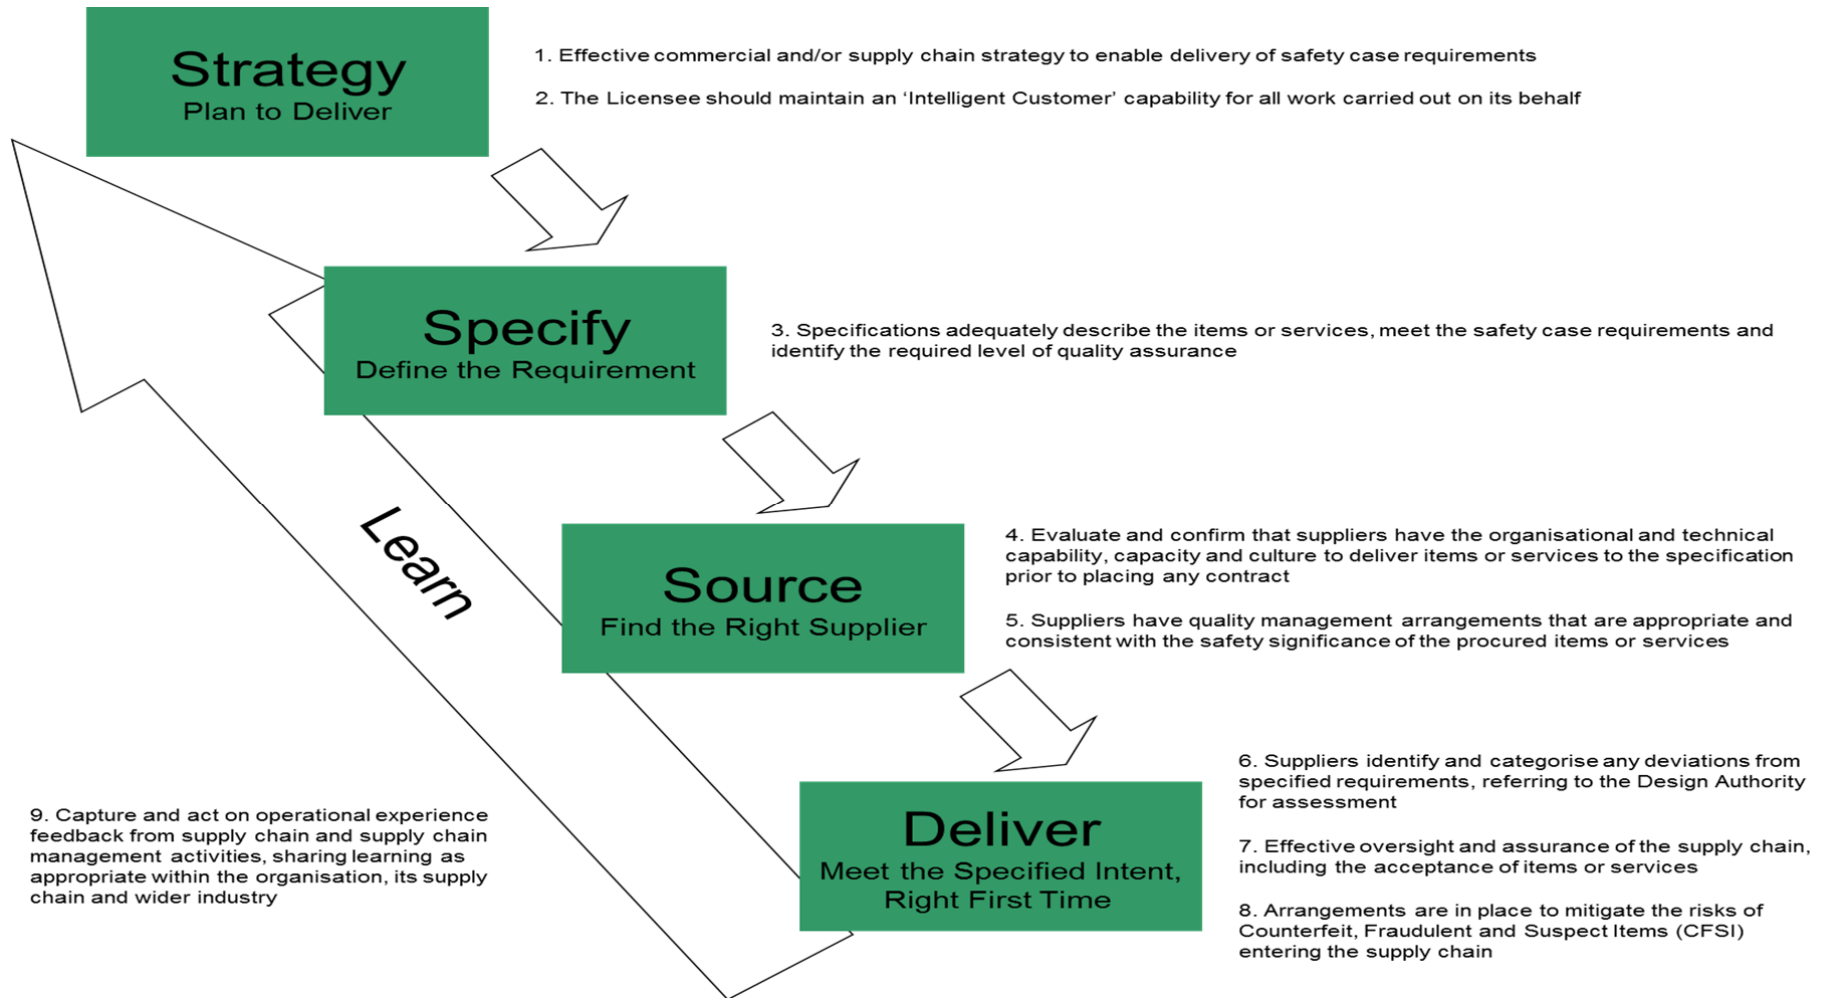 Strategy
Plan to Deliver
1. Effective commercial and/or supply chain strategy to enable delivery of safety case requirements
2. The Licensee should maintain an ‘Intelligent Customer’ capability for all work carried out on its behalf
Specify
Define the Requirement
3. Specifications adequately describe the items or services, meet the safety case requirements and
identify the required level of quality assurance
Source
Find the Right Supplier
4. Evaluate and confirm that suppliers have the organisational and technical
capability, capacity and culture to deliver items or services to the specification
prior to placing any contract
5. Suppliers have quality management arrangements that are appropriate and
consistent with the safety significance of the procured items or services
Learn
Deliver
Meet the Specified Intent,
Right First Time
6. Suppliers identify and categorise any deviations from
specified requirements, referring to the Design Authority
for assessment
7. Effective oversight and assurance of the supply chain,
including the acceptance of items or services
8. Arrangements are in place to mitigate the risks of
Counterfeit, Fraudulent and Suspect Items (CFSI)
entering the supply chain
9. Capture and act on operational experience
feedback from supply chain and supply chain
management activities, sharing learning as
appropriate within the organisation, its supply
chain and wider industry